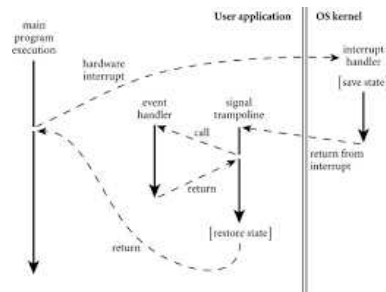 User application
OS kernel
main
program
execution
hardware
interrupt
interrupt
handler
[save state]
event
handler
signal
trampoline
call
return
return from
interrupt
[restore state]
return